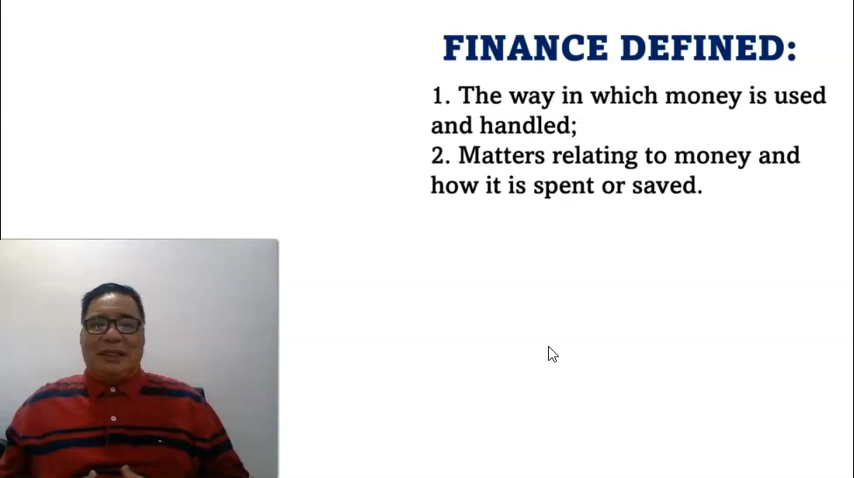 FINANCE DEFINED:
1. The way in which money is used
and handled;
2. Matters relating to money and
how it is spent or saved.